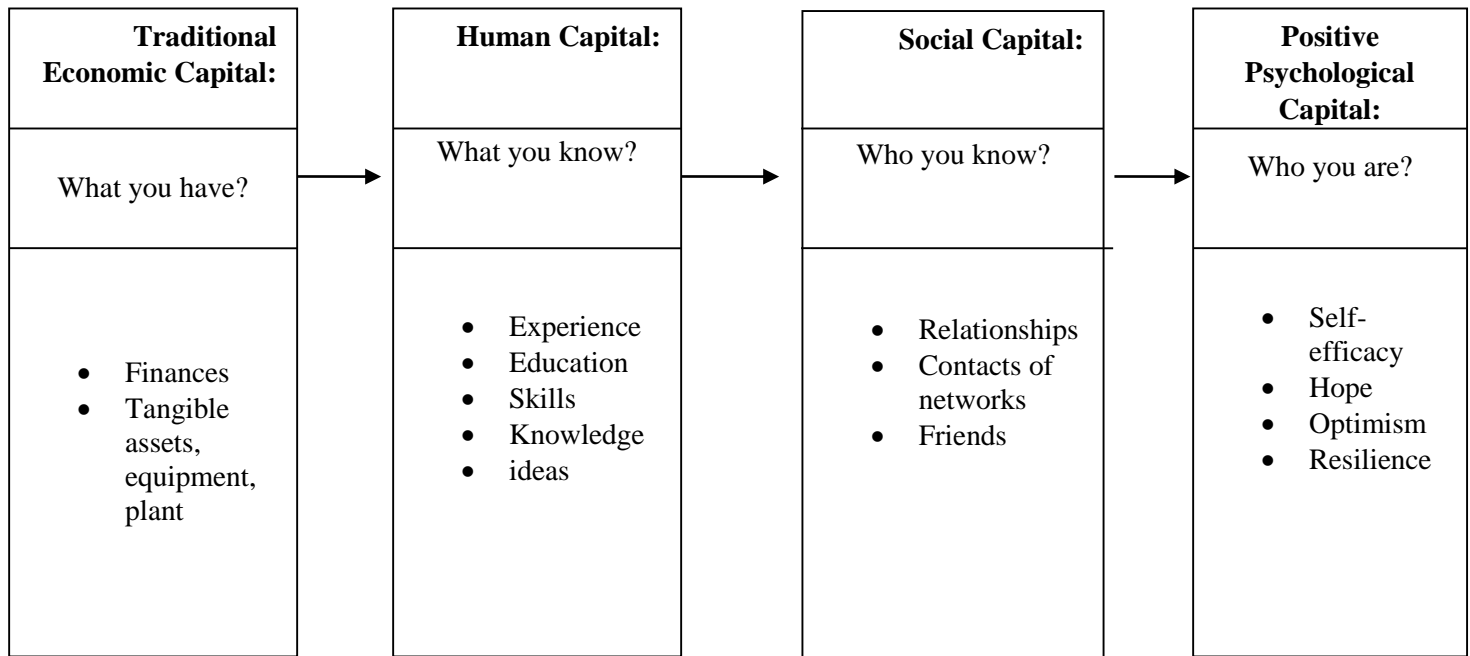 Traditional
Economic Capital:
What you have?
• Finances
• Tangible
assets,
equipment,
plant
Human Capital:
What you know?
• Experience
• Education
• Skills
• Knowledge
• ideas
Social Capital:
Who you know?
• Relationships
• Contacts of
networks
• Friends
Positive
Psychological
Capital:
Who you are?
• Self-
efficacy
• Hope
• Optimism
• Resilience